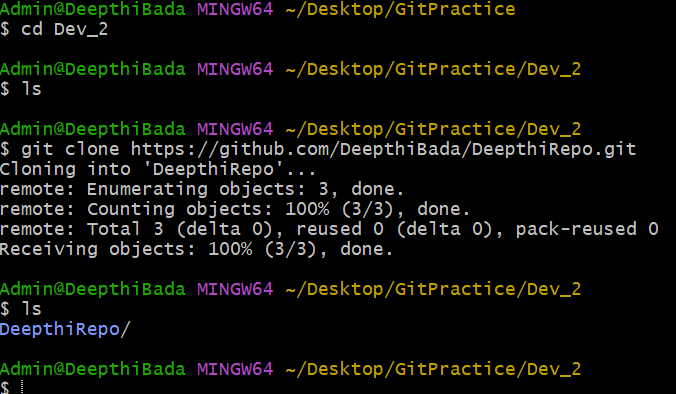 Admin@DeepthiBada MINGW64 ~/Desktop/GitPractice
$ cd Dev_2
Admin@DeepthiBada MINGW64 ~/Desktop/GitPractice/Dev_2
$ ls
Admin@DeepthiBada MINGW64 ~/Desktop/GitPractice/Dev_2
$ git clone https://github.com/DeepthiBada/DeepthiRepo.git
Cloning into 'DeepthiRepo'...
remote: Enumerating objects: 3, done.
remote: Counting objects: 100% (3/3), done.
remote: Total 3 (delta 0), reused 0 (delta 0), pack-reused 0
Receiving objects: 100% (3/3), done.
Admin@DeepthiBada MINGW64 ~/Desktop/GitPractice/Dev_2
$ ls
DeepthiRepo/
Admin@DeepthiBada MINGW64 ~/Desktop/GitPractice/Dev_2
$